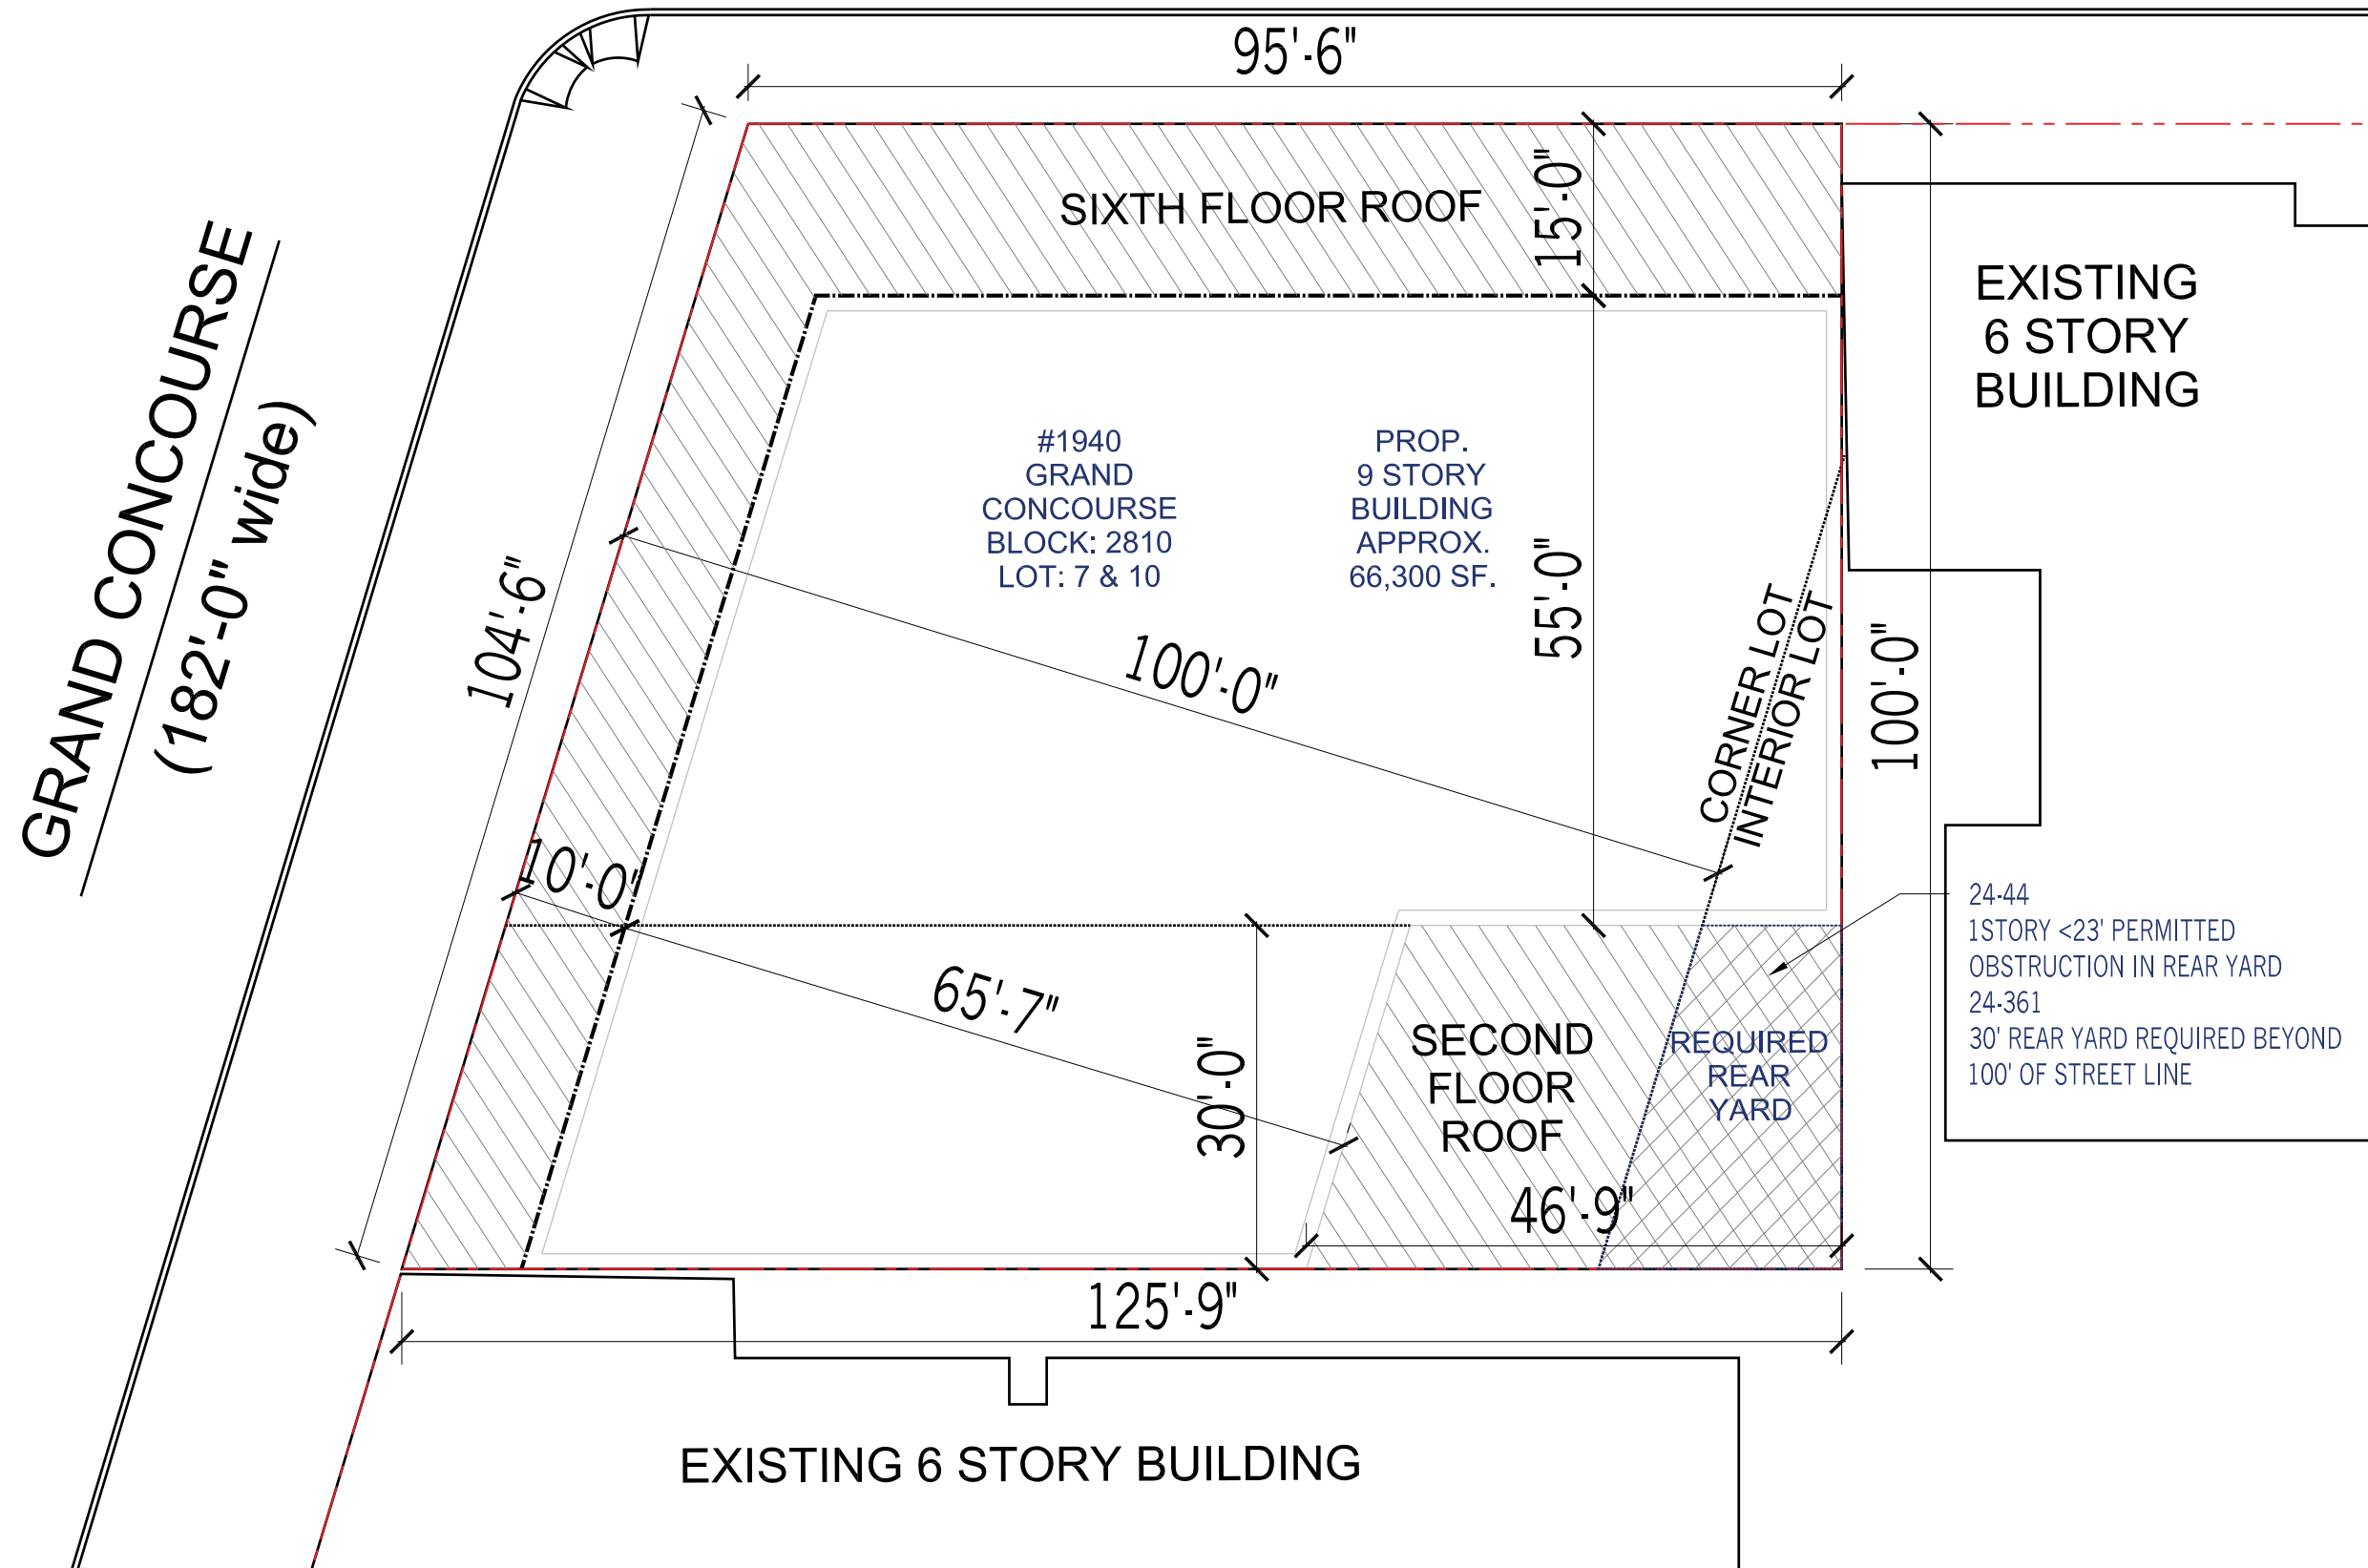 95'-6"
SIXTH FLOOR ROOF
15'-0"
GRAND CONCOURSE
(182'-0" wide)
104'-6"
EXISTING
6 STORY
BUILDING
#1940
GRAND
CONCOURSE
BLOCK: 2810
LOT: 7 & 10
PROP.
9 STORY
BUILDING
APPROX.
66,300 SF.
55'-0"
100'-0"
CORNER LOT
INTERIOR LOT
100'-0"
10'-0"
65'-7"
30'-0"
SECOND
FLOOR
ROOF
REQUIRED
REAR
YARD
24-44
1STORY <23' PERMITTED
OBSTRUCTION IN REAR YARD
24-361
30' REAR YARD REQUIRED BEYOND
100' OF STREET LINE
46'-9"
125'-9"
EXISTING 6 STORY BUILDING